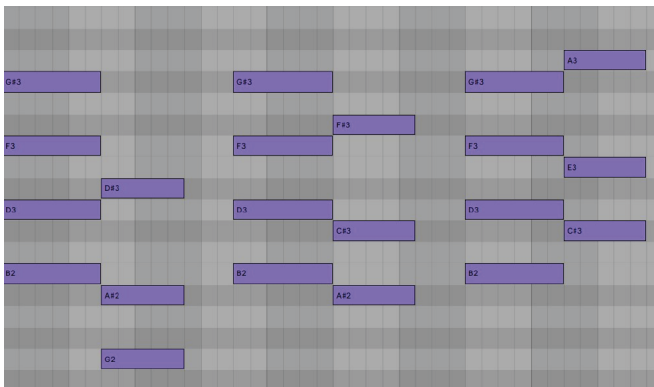 A3
G#3 G#3 G#3
F#3
F3 F3 F3
E3
D#3
D3 D3 D3
C#3 C#3
B2 B2 B2
A#2 A#2
G2